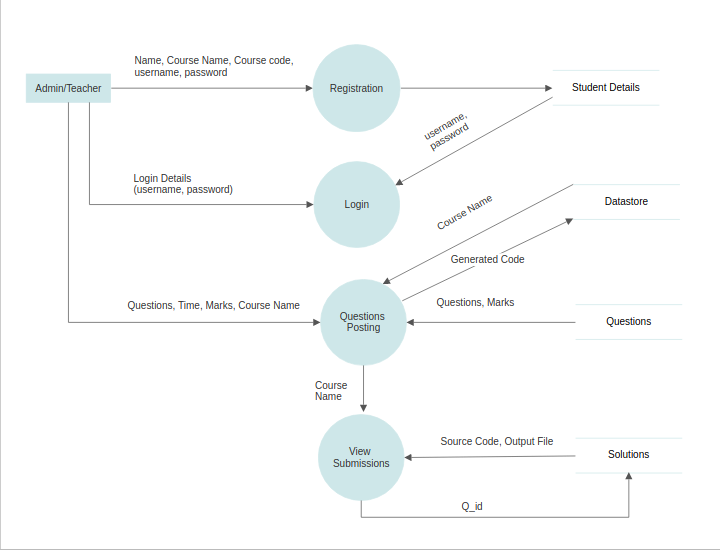 Name, Course Name, Course code,
username, password
Admin/Teacher
Registration
Student Details
username,
password
Login Details
(username, password)
Login
Course Name
Datastore
Generated Code
Questions, Time, Marks, Course Name
Questions, Marks
Questions
Posting
Questions
Course
Name
View
Submissions
Source Code, Output File
Solutions
Q_id